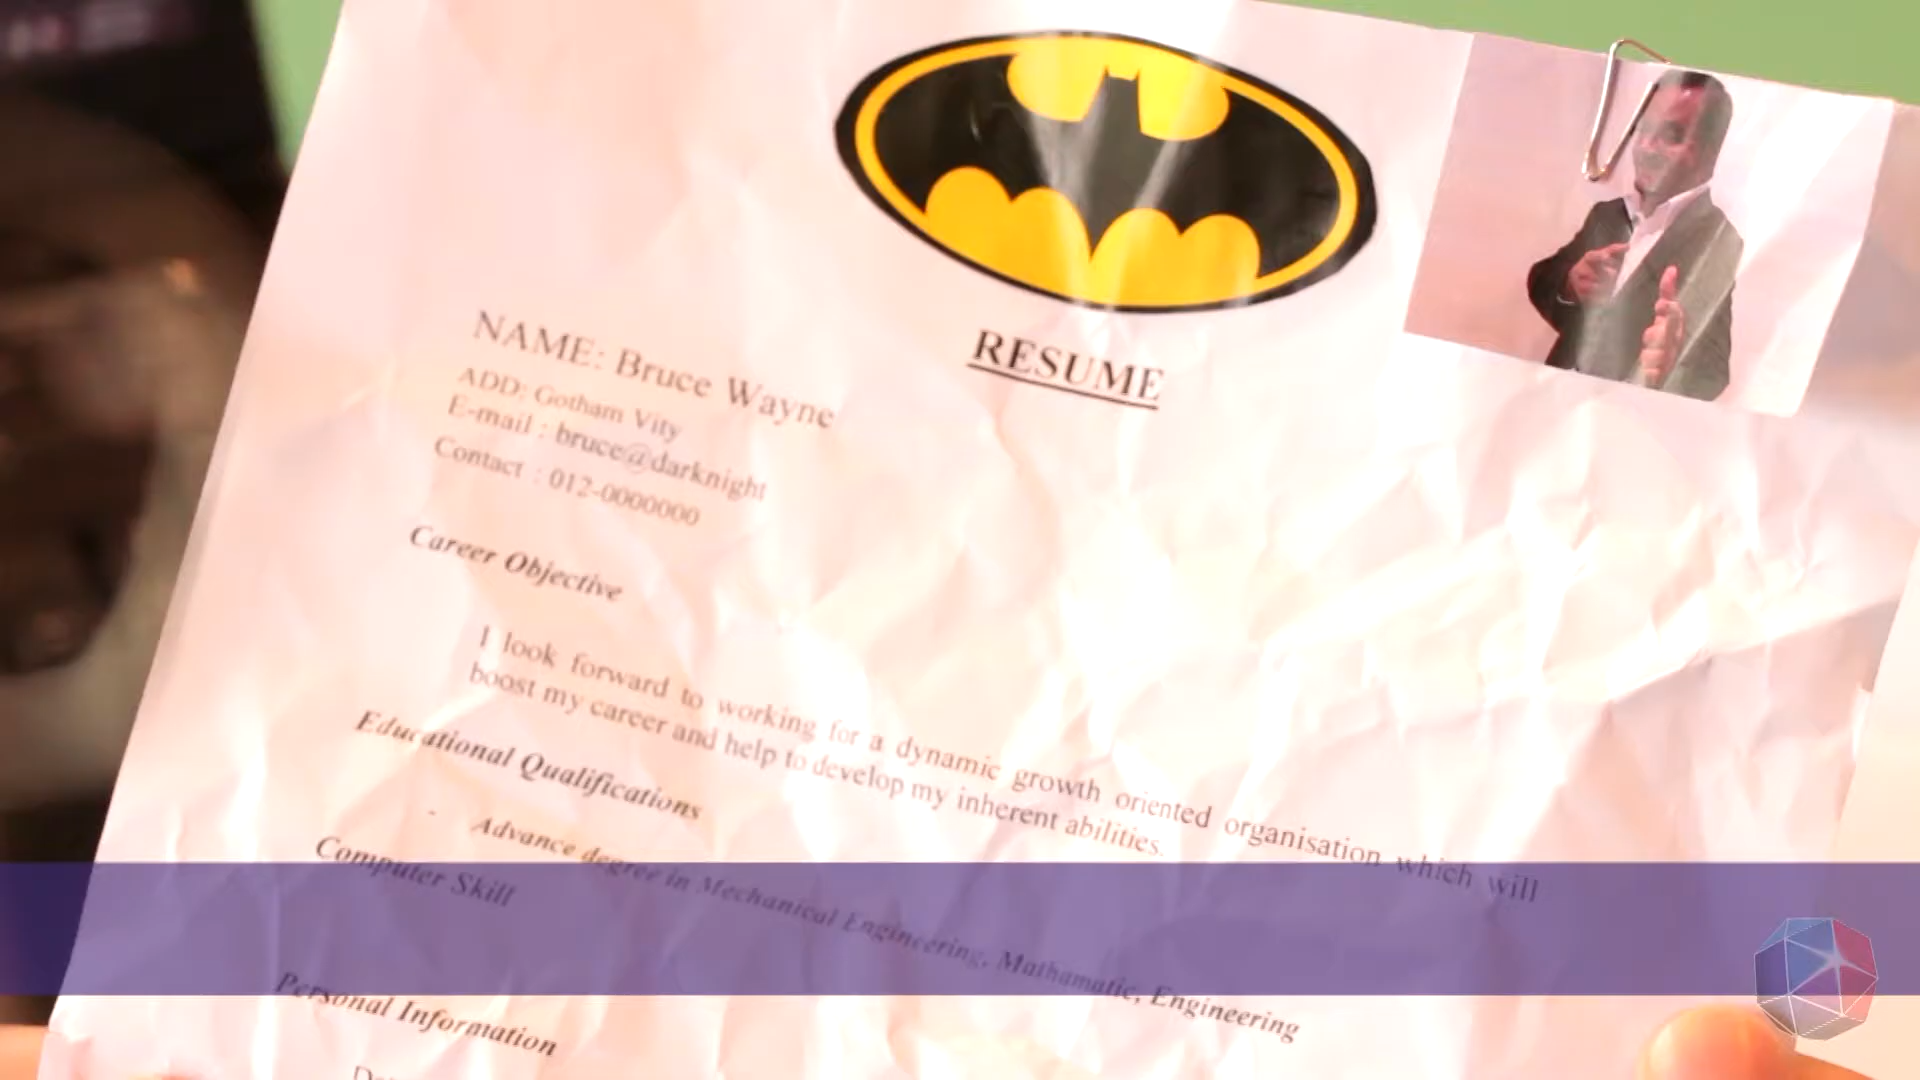 RESUME
NAME: Bruce Wayne
ADD: Gotham Vity
E-mail : bruce@darknight
Contact : 012-0000000
Career Objective
I look forward to working for a dynamic growth oriented organisation which will
boost my career and help to develop my inherent abilities.
Educational Qualifications
- Advance degree in Mechanical Engineering, Mathamatic, Engineering
Computer Skill
Personal Information